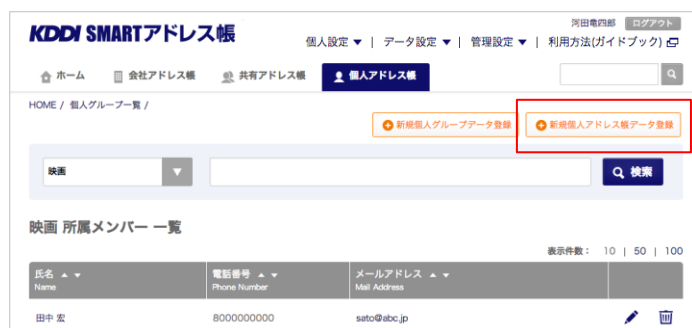 河田竜四郎 ログアウト
KDDI SMARTアドレス帳
個人設定 ▼ | データ設定 ▼ | 管理設定 ▼ | 利用方法(ガイドブック)
ホーム 会社アドレス帳 共有アドレス帳 個人アドレス帳
HOME / 個人グループ一覧 /
新規個人グループデータ登録 新規個人アドレス帳データ登録
映画 ▼ 検索
映画 所属メンバー 一覧
表示件数： 10 | 50 | 100
氏名 ▲ ▼ 電話番号 ▲ ▼ メールアドレス ▲ ▼
Name Phone Number Mail Address
田中 宏 8000000000 sato@abc.jp